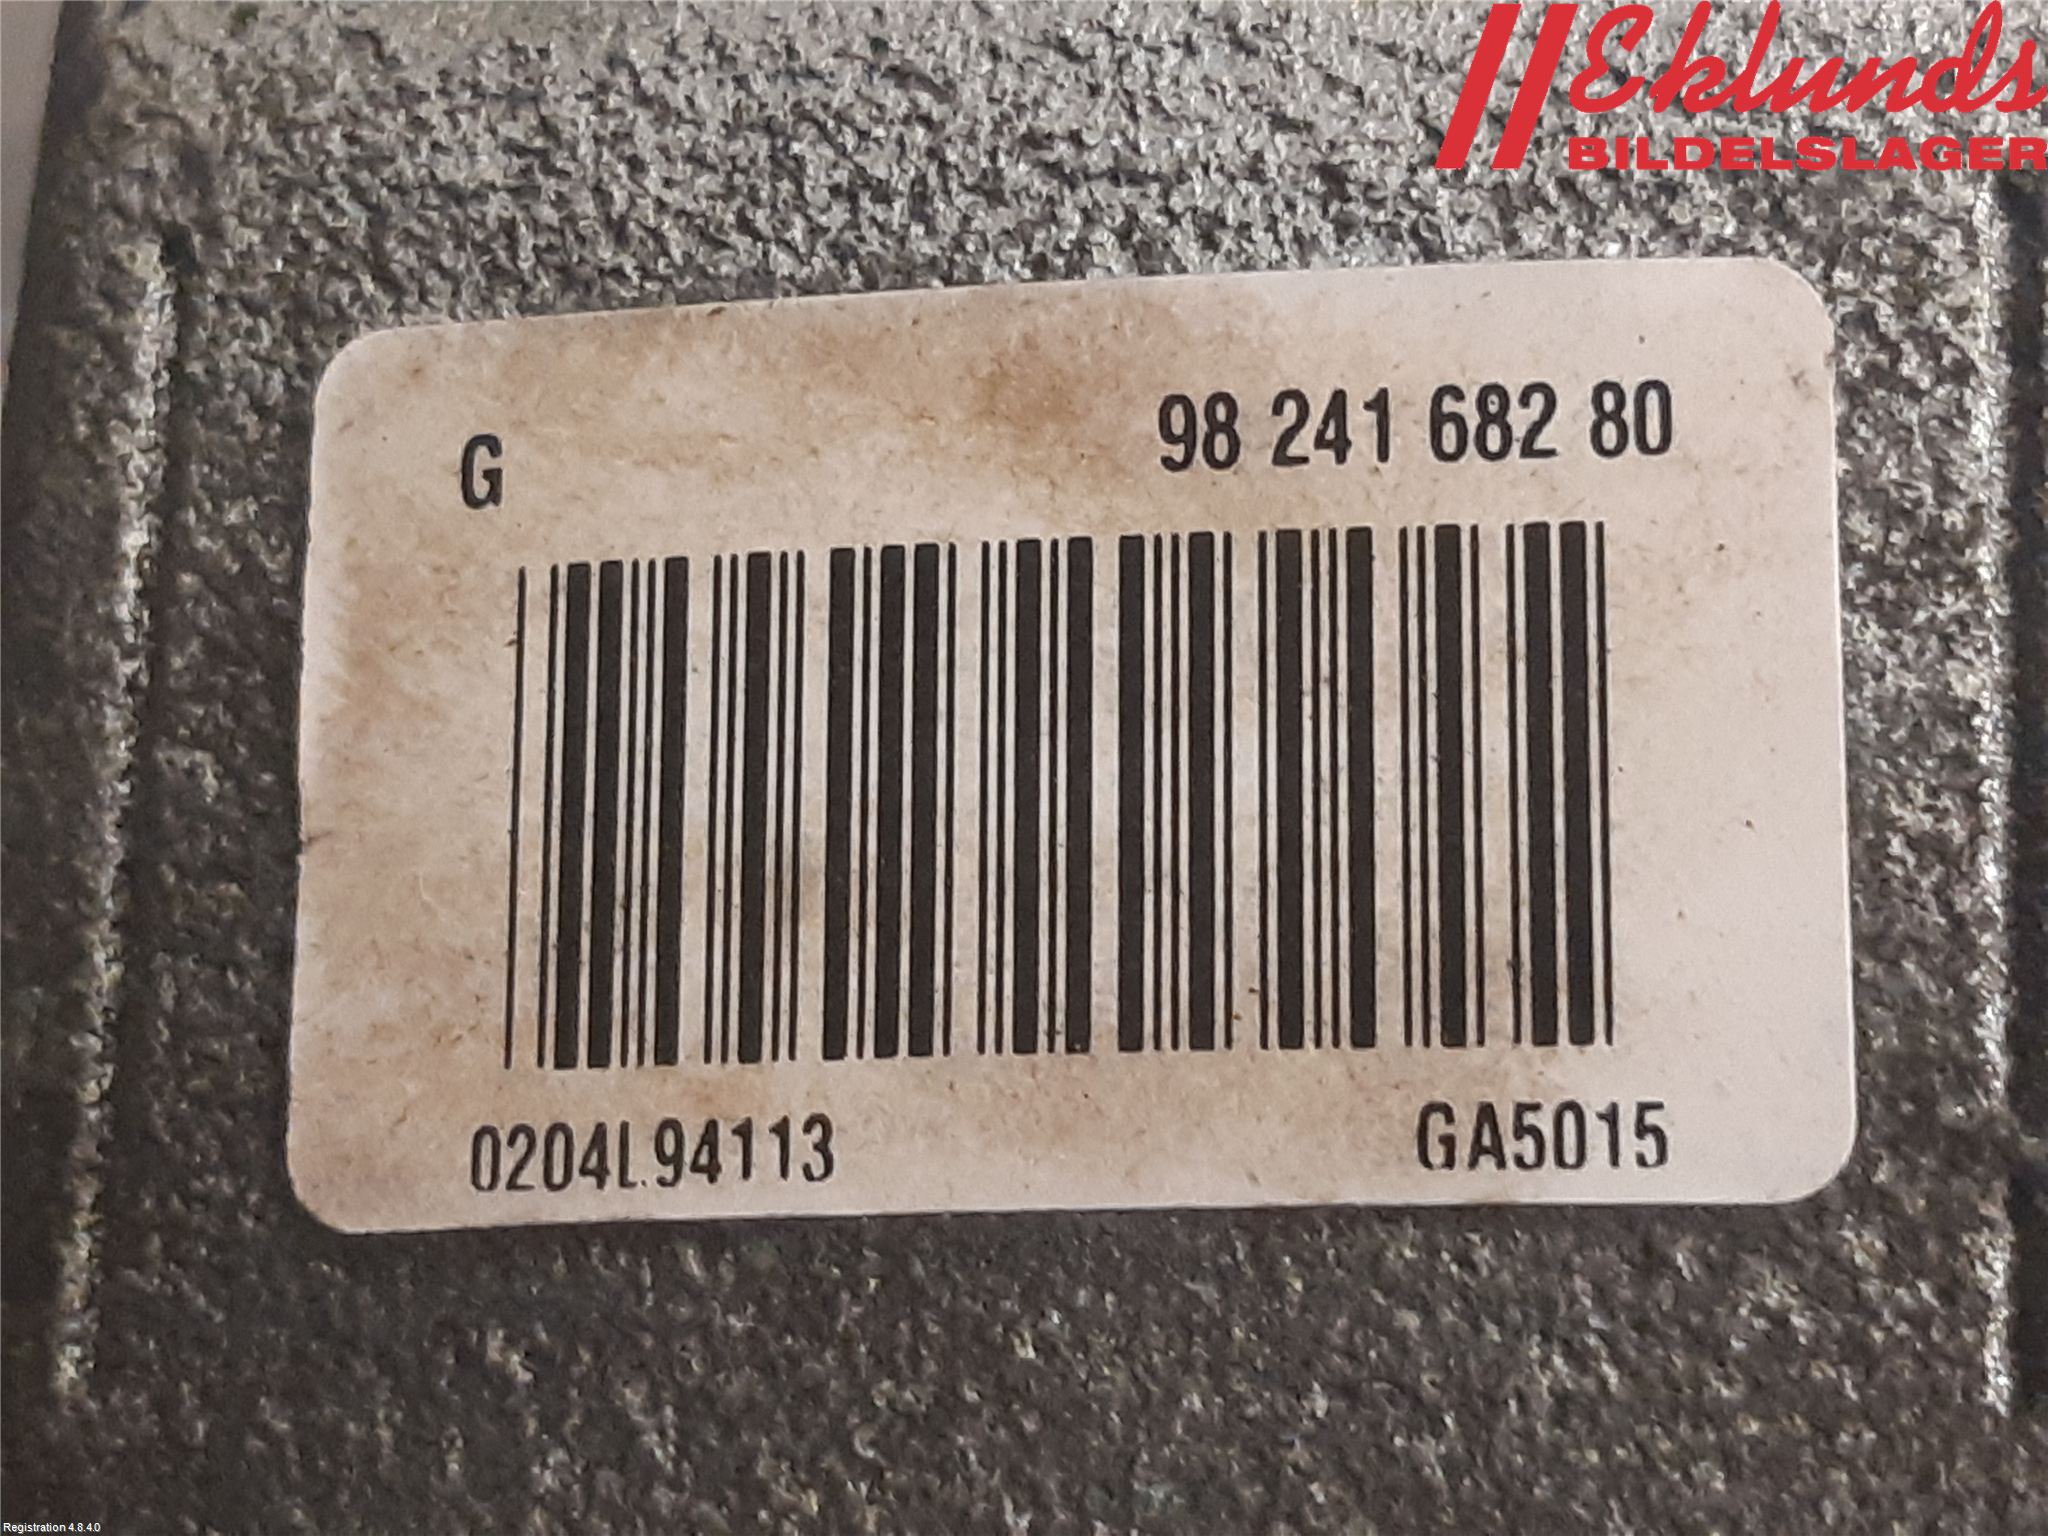 Eklunds
BILDELSLAGER
G 98 241 682 80
0204L94113 GA5015
Registration 4.8.4.0